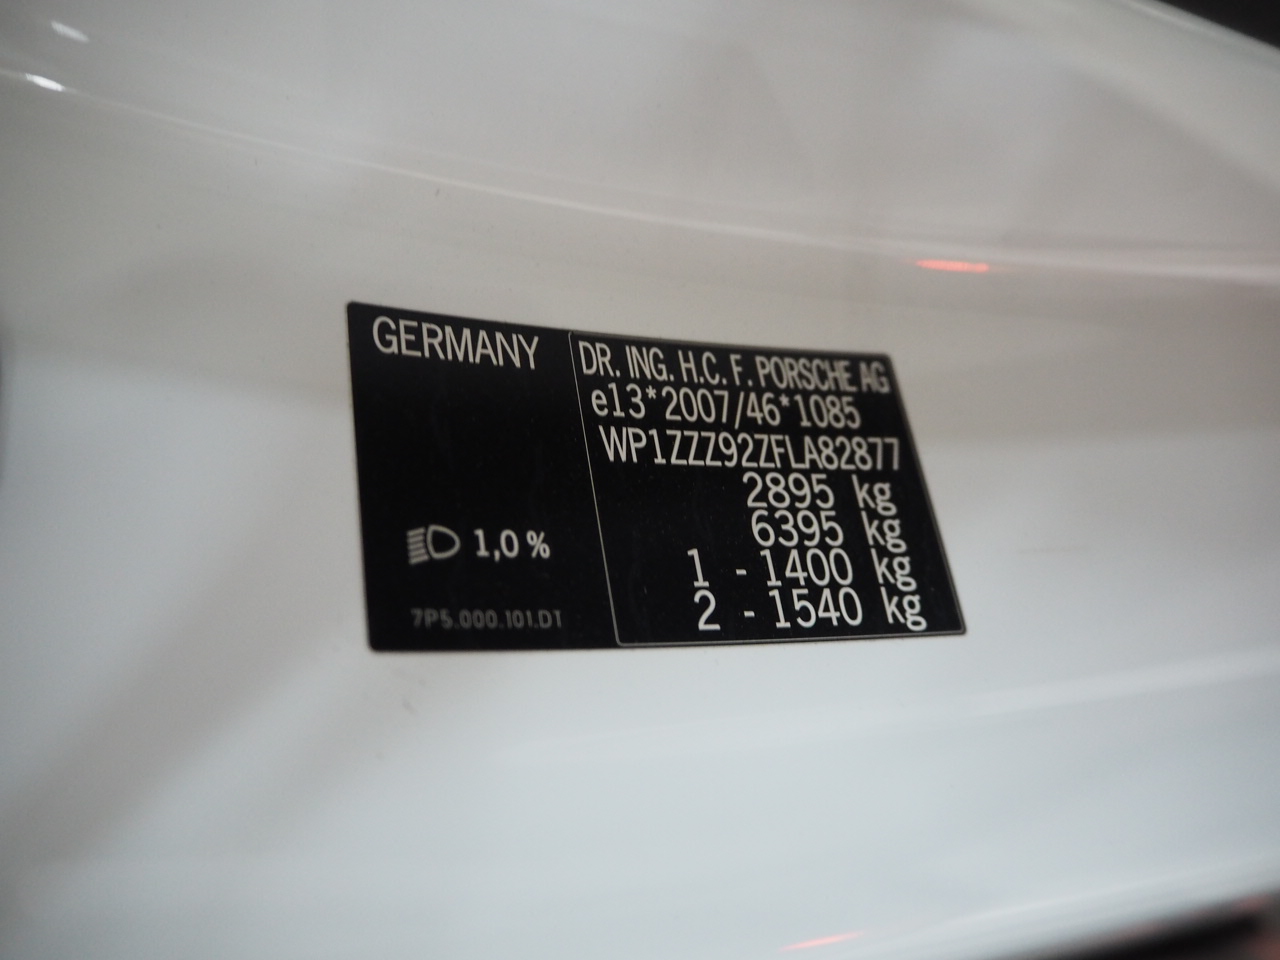 GERMANY
DR. ING. H.C. F. PORSCHE AG
e13*2007/46*1085
WP1ZZZ92ZFLA82877
2895 kg
6395 kg
1 - 1400 kg
2 - 1540 kg
1,0 %
7P5.000.101.DT